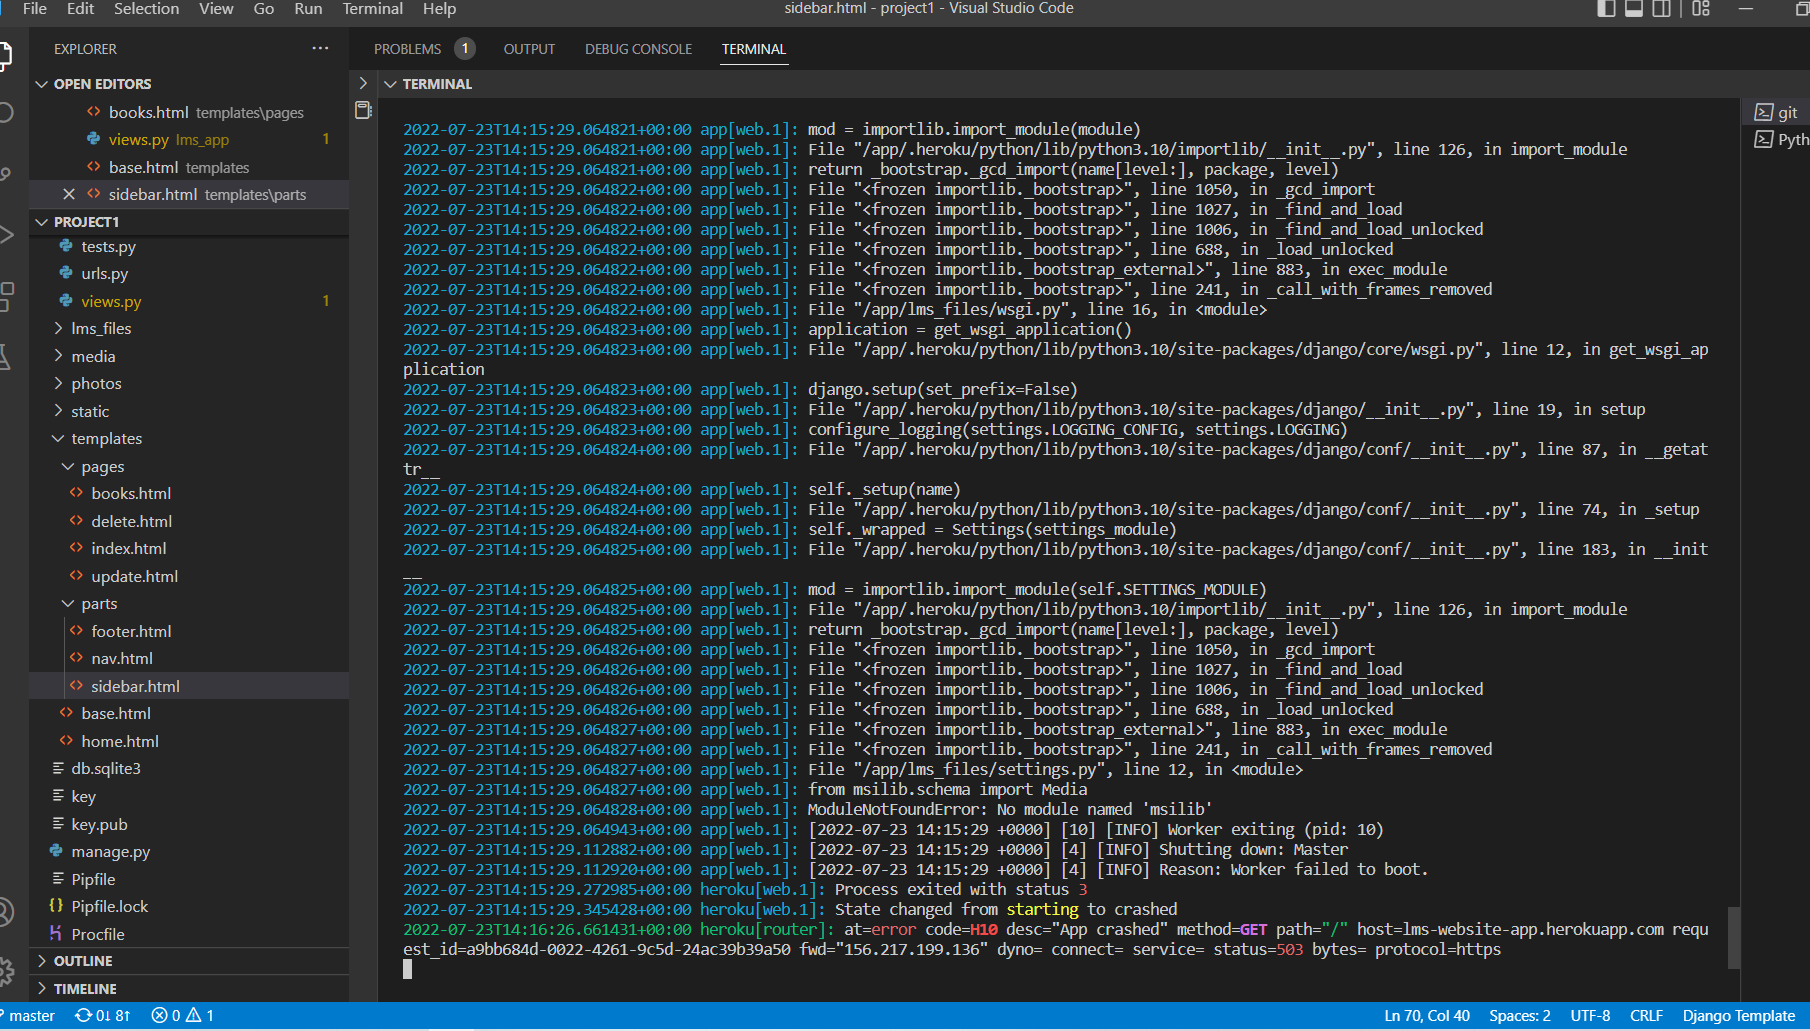 File Edit Selection View Go Run Terminal Help
sidebar.html - project1 - Visual Studio Code
EXPLORER ...
OPEN EDITORS
books.html templates\pages
views.py lms_app 1
base.html templates
sidebar.html templates\parts
PROJECT1
tests.py
urls.py
views.py 1
lms_files
media
photos
static
templates
pages
books.html
delete.html
index.html
update.html
parts
footer.html
nav.html
sidebar.html
base.html
home.html
db.sqlite3
key
key.pub
manage.py
Pipfile
Pipfile.lock
Procfile
OUTLINE
TIMELINE
PROBLEMS 1 OUTPUT DEBUG CONSOLE TERMINAL
TERMINAL
2022-07-23T14:15:29.064821+00:00 app[web.1]: mod = importlib.import_module(module)
2022-07-23T14:15:29.064821+00:00 app[web.1]: File "/app/.heroku/python/lib/python3.10/importlib/__init__.py", line 126, in import_module
2022-07-23T14:15:29.064821+00:00 app[web.1]: return _bootstrap._gcd_import(name[level:], package, level)
2022-07-23T14:15:29.064822+00:00 app[web.1]: File "<frozen importlib._bootstrap>", line 1050, in _gcd_import
2022-07-23T14:15:29.064822+00:00 app[web.1]: File "<frozen importlib._bootstrap>", line 1027, in _find_and_load
2022-07-23T14:15:29.064822+00:00 app[web.1]: File "<frozen importlib._bootstrap>", line 1006, in _find_and_load_unlocked
2022-07-23T14:15:29.064822+00:00 app[web.1]: File "<frozen importlib._bootstrap>", line 688, in _load_unlocked
2022-07-23T14:15:29.064822+00:00 app[web.1]: File "<frozen importlib._bootstrap_external>", line 883, in exec_module
2022-07-23T14:15:29.064822+00:00 app[web.1]: File "<frozen importlib._bootstrap>", line 241, in _call_with_frames_removed
2022-07-23T14:15:29.064822+00:00 app[web.1]: File "/app/lms_files/wsgi.py", line 16, in <module>
2022-07-23T14:15:29.064823+00:00 app[web.1]: application = get_wsgi_application()
2022-07-23T14:15:29.064823+00:00 app[web.1]: File "/app/.heroku/python/lib/python3.10/site-packages/django/core/wsgi.py", line 12, in get_wsgi_ap
plication
2022-07-23T14:15:29.064823+00:00 app[web.1]: django.setup(set_prefix=False)
2022-07-23T14:15:29.064823+00:00 app[web.1]: File "/app/.heroku/python/lib/python3.10/site-packages/django/__init__.py", line 19, in setup
2022-07-23T14:15:29.064823+00:00 app[web.1]: configure_logging(settings.LOGGING_CONFIG, settings.LOGGING)
2022-07-23T14:15:29.064824+00:00 app[web.1]: File "/app/.heroku/python/lib/python3.10/site-packages/django/conf/__init__.py", line 87, in __getat
tr__
2022-07-23T14:15:29.064824+00:00 app[web.1]: self._setup(name)
2022-07-23T14:15:29.064824+00:00 app[web.1]: File "/app/.heroku/python/lib/python3.10/site-packages/django/conf/__init__.py", line 74, in _setup
2022-07-23T14:15:29.064824+00:00 app[web.1]: self._wrapped = Settings(settings_module)
2022-07-23T14:15:29.064825+00:00 app[web.1]: File "/app/.heroku/python/lib/python3.10/site-packages/django/conf/__init__.py", line 183, in __init
__
2022-07-23T14:15:29.064825+00:00 app[web.1]: mod = importlib.import_module(self.SETTINGS_MODULE)
2022-07-23T14:15:29.064825+00:00 app[web.1]: File "/app/.heroku/python/lib/python3.10/importlib/__init__.py", line 126, in import_module
2022-07-23T14:15:29.064825+00:00 app[web.1]: return _bootstrap._gcd_import(name[level:], package, level)
2022-07-23T14:15:29.064826+00:00 app[web.1]: File "<frozen importlib._bootstrap>", line 1050, in _gcd_import
2022-07-23T14:15:29.064826+00:00 app[web.1]: File "<frozen importlib._bootstrap>", line 1027, in _find_and_load
2022-07-23T14:15:29.064826+00:00 app[web.1]: File "<frozen importlib._bootstrap>", line 1006, in _find_and_load_unlocked
2022-07-23T14:15:29.064826+00:00 app[web.1]: File "<frozen importlib._bootstrap>", line 688, in _load_unlocked
2022-07-23T14:15:29.064827+00:00 app[web.1]: File "<frozen importlib._bootstrap_external>", line 883, in exec_module
2022-07-23T14:15:29.064827+00:00 app[web.1]: File "<frozen importlib._bootstrap>", line 241, in _call_with_frames_removed
2022-07-23T14:15:29.064827+00:00 app[web.1]: File "/app/lms_files/settings.py", line 12, in <module>
2022-07-23T14:15:29.064827+00:00 app[web.1]: from msilib.schema import Media
2022-07-23T14:15:29.064828+00:00 app[web.1]: ModuleNotFoundError: No module named 'msilib'
2022-07-23T14:15:29.064943+00:00 app[web.1]: [2022-07-23 14:15:29 +0000] [10] [INFO] Worker exiting (pid: 10)
2022-07-23T14:15:29.112882+00:00 app[web.1]: [2022-07-23 14:15:29 +0000] [4] [INFO] Shutting down: Master
2022-07-23T14:15:29.112920+00:00 app[web.1]: [2022-07-23 14:15:29 +0000] [4] [INFO] Reason: Worker failed to boot.
2022-07-23T14:15:29.272985+00:00 heroku[web.1]: Process exited with status 3
2022-07-23T14:15:29.345428+00:00 heroku[web.1]: State changed from starting to crashed
2022-07-23T14:16:26.661431+00:00 heroku[router]: at=error code=H10 desc="App crashed" method=GET path="/" host=lms-website-app.herokuapp.com requ
est_id=a9bb684d-0022-4261-9c5d-24ac39b39a50 fwd="156.217.199.136" dyno= connect= service= status=503 bytes= protocol=https
git
Pyth
master 0↓ 8↑ 0 1
Ln 70, Col 40 Spaces: 2 UTF-8 CRLF Django Template